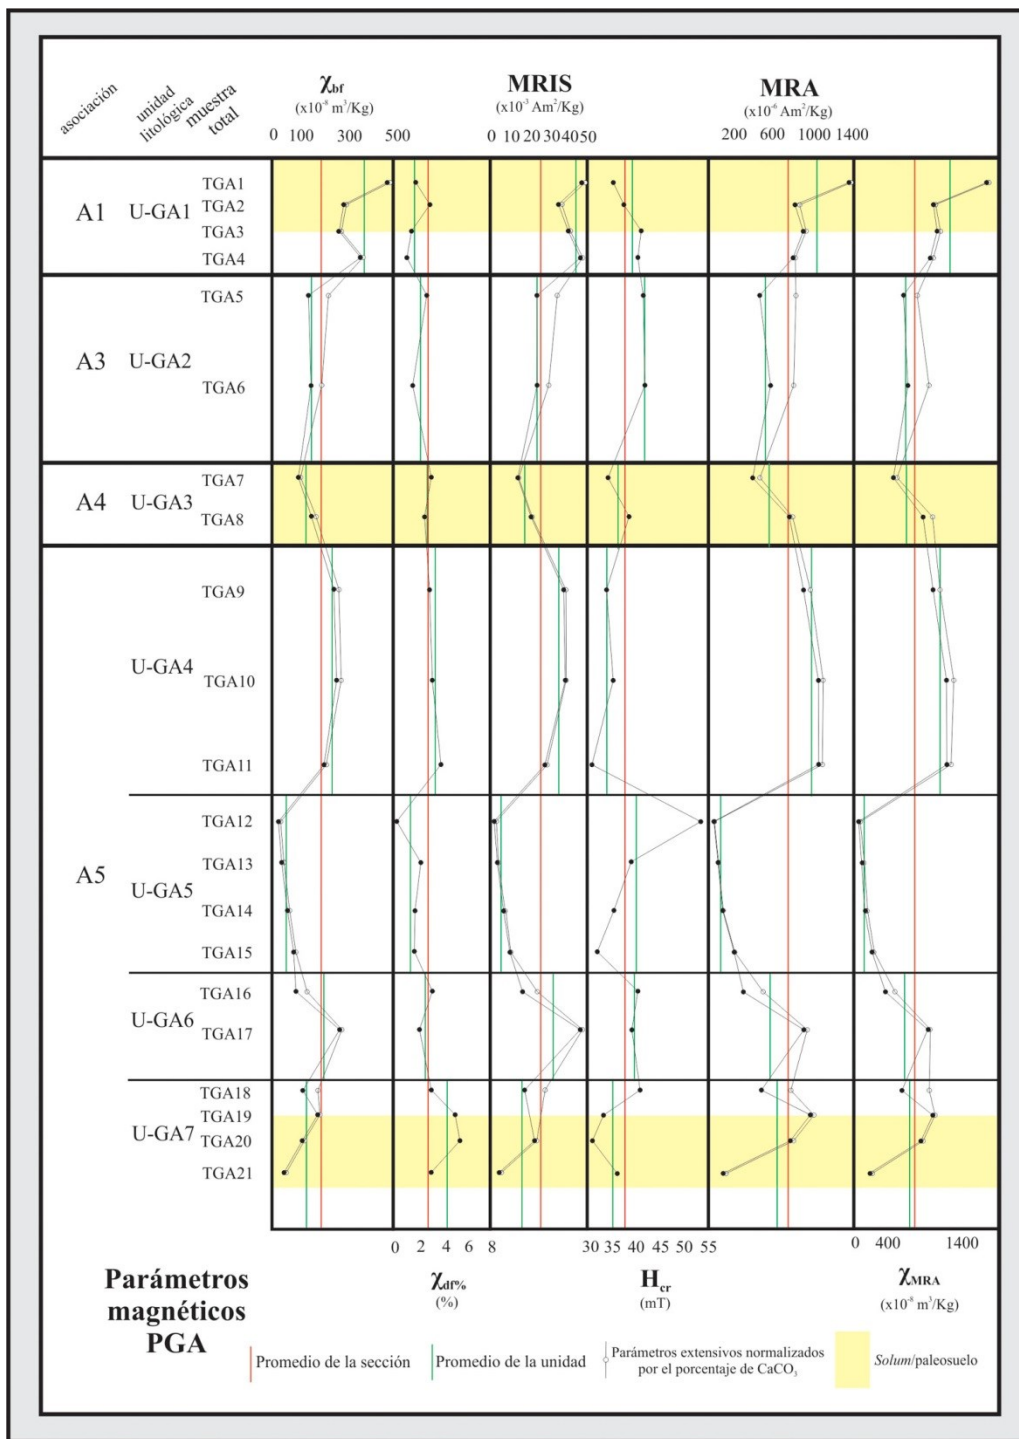 χbf
(x10⁻⁸ m³/Kg)
MRIS
(x10⁻³ Am²/Kg)
MRA
(x10⁻⁶ Am²/Kg)
asociación
unidad
litológica
muestra
total
0 100 300 500
0 10 20 30 40 50
200 600 1000 1400
A1
U-GA1
TGA1
TGA2
TGA3
TGA4
A3
U-GA2
TGA5
TGA6
A4
U-GA3
TGA7
TGA8
A5
U-GA4
TGA9
TGA10
TGA11
U-GA5
TGA12
TGA13
TGA14
TGA15
U-GA6
TGA16
TGA17
U-GA7
TGA18
TGA19
TGA20
TGA21
0 2 4 6 8
30 35 40 45 50 55
0 400 1400
χdf%
(%)
Hcr
(mT)
χMRA
(x10⁻⁸ m³/Kg)
Parámetros
magnéticos
PGA
Promedio de la sección
Promedio de la unidad
Parámetros extensivos normalizados
por el porcentaje de CaCO₃
Solum/paleosuelo